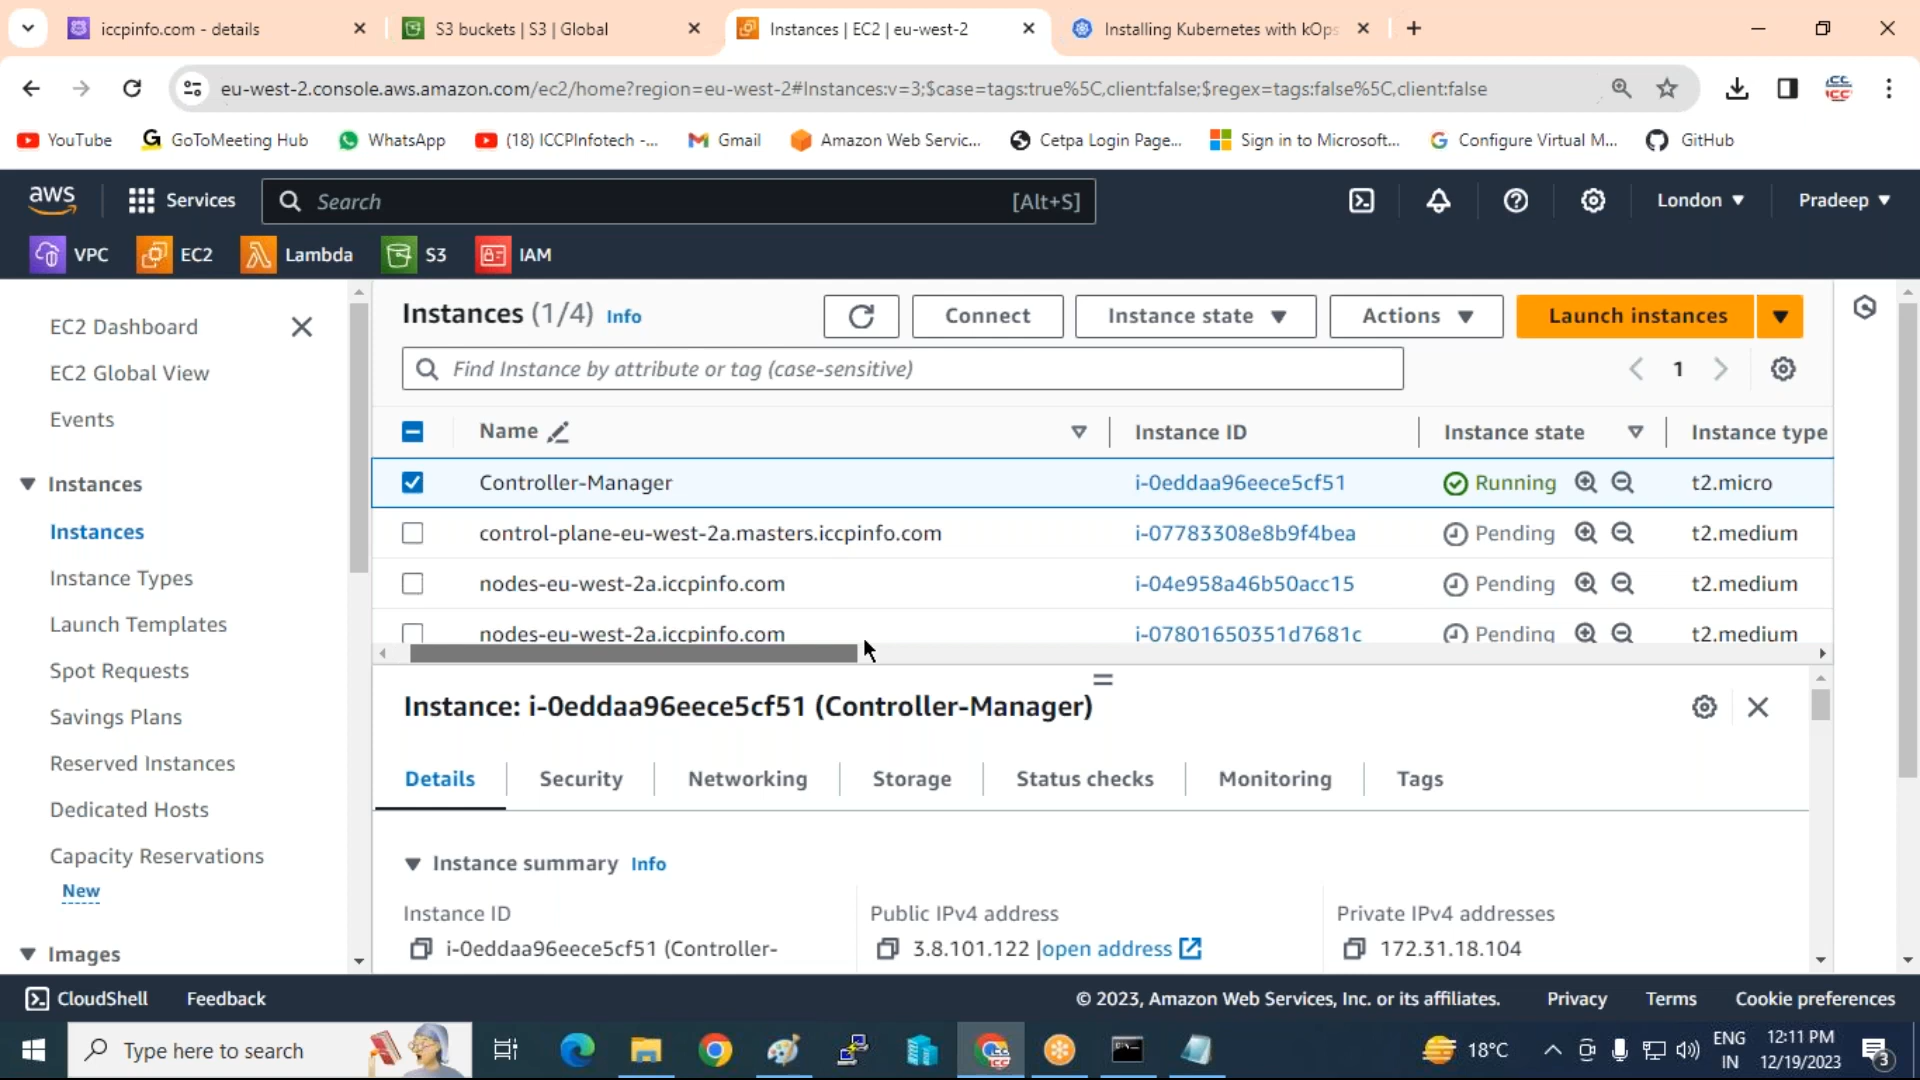 iccpinfo.com - details
S3 buckets | S3 | Global
Instances | EC2 | eu-west-2
Installing Kubernetes with kOps
eu-west-2.console.aws.amazon.com/ec2/home?region=eu-west-2#Instances:v=3;$case=tags:true%5C,client:false;$regex=tags:false%5C,client:false
YouTube
GoToMeeting Hub
WhatsApp
(18) ICCPInfotech -...
Gmail
Amazon Web Servic...
Cetpa Login Page...
Sign in to Microsoft...
Configure Virtual M...
GitHub
aws
Services
Search
[Alt+S]
London
Pradeep
VPC
EC2
Lambda
S3
IAM
EC2 Dashboard
EC2 Global View
Events
Instances
Instances
Instance Types
Launch Templates
Spot Requests
Savings Plans
Reserved Instances
Dedicated Hosts
Capacity Reservations
New
Images
Instances (1/4) Info
Connect
Instance state
Actions
Launch instances
Find Instance by attribute or tag (case-sensitive)
1
Name
Instance ID
Instance state
Instance type
Controller-Manager i-0eddaa96eece5cf51 Running t2.micro
control-plane-eu-west-2a.masters.iccpinfo.com i-07783308e8b9f4bea Pending t2.medium
nodes-eu-west-2a.iccpinfo.com i-04e958a46b50acc15 Pending t2.medium
nodes-eu-west-2a.iccpinfo.com i-07801650351d7681c Pending t2.medium
Instance: i-0eddaa96eece5cf51 (Controller-Manager)
Details
Security
Networking
Storage
Status checks
Monitoring
Tags
Instance summary Info
Instance ID
i-0eddaa96eece5cf51 (Controller-
Public IPv4 address
3.8.101.122 |open address
Private IPv4 addresses
172.31.18.104
CloudShell
Feedback
© 2023, Amazon Web Services, Inc. or its affiliates.
Privacy
Terms
Cookie preferences
Type here to search
18°C
ENG
IN
12:11 PM
12/19/2023
3